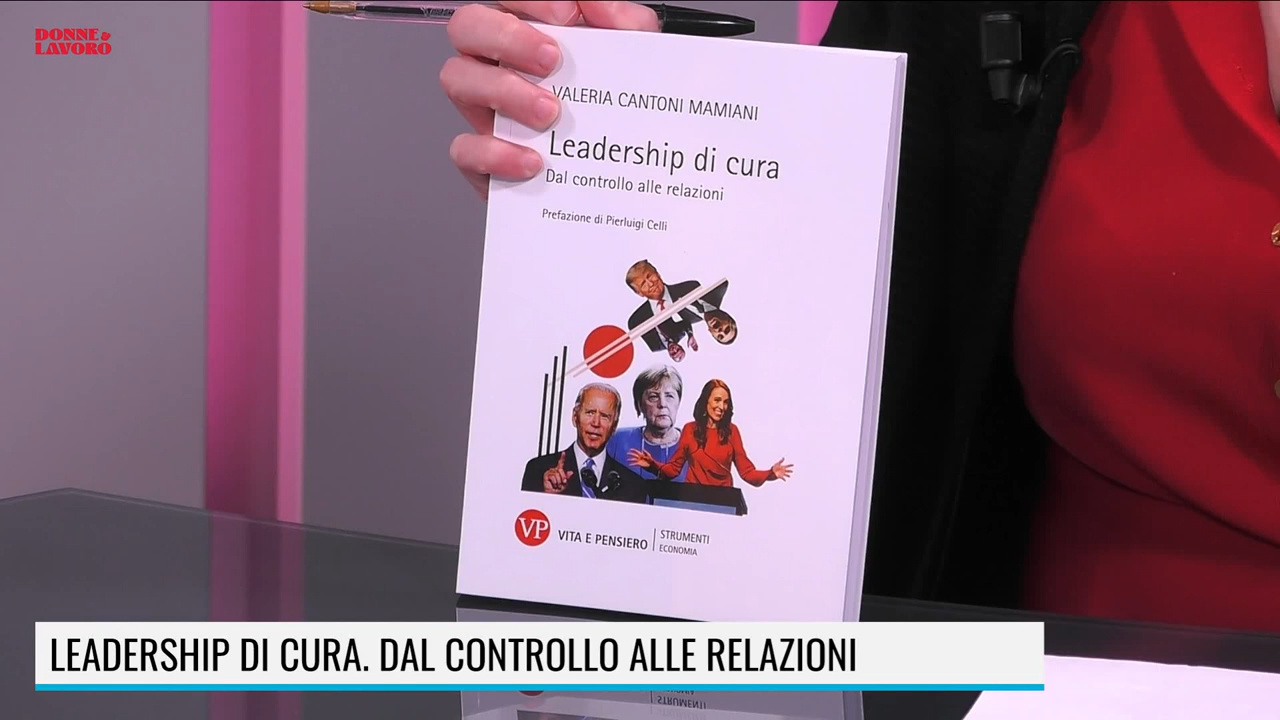 DONNE &
LAVORO
VALERIA CANTONI MAMIANI
Leadership di cura
Dal controllo alle relazioni
Prefazione di Pierluigi Celli
VP
VITA E PENSIERO
STRUMENTI
ECONOMIA
LEADERSHIP DI CURA. DAL CONTROLLO ALLE RELAZIONI
STRUMENTI